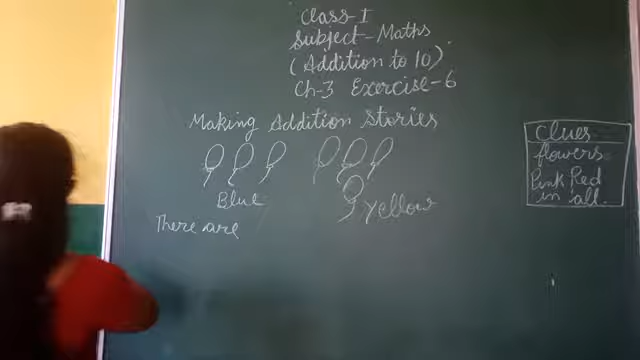 Class-I
Subject-Maths
(Addition to 10)
Ch-3 Exercise-6
Making Addition Stories
Blue
Yellow
There are
Clues
flowers
Pink Red
in all.